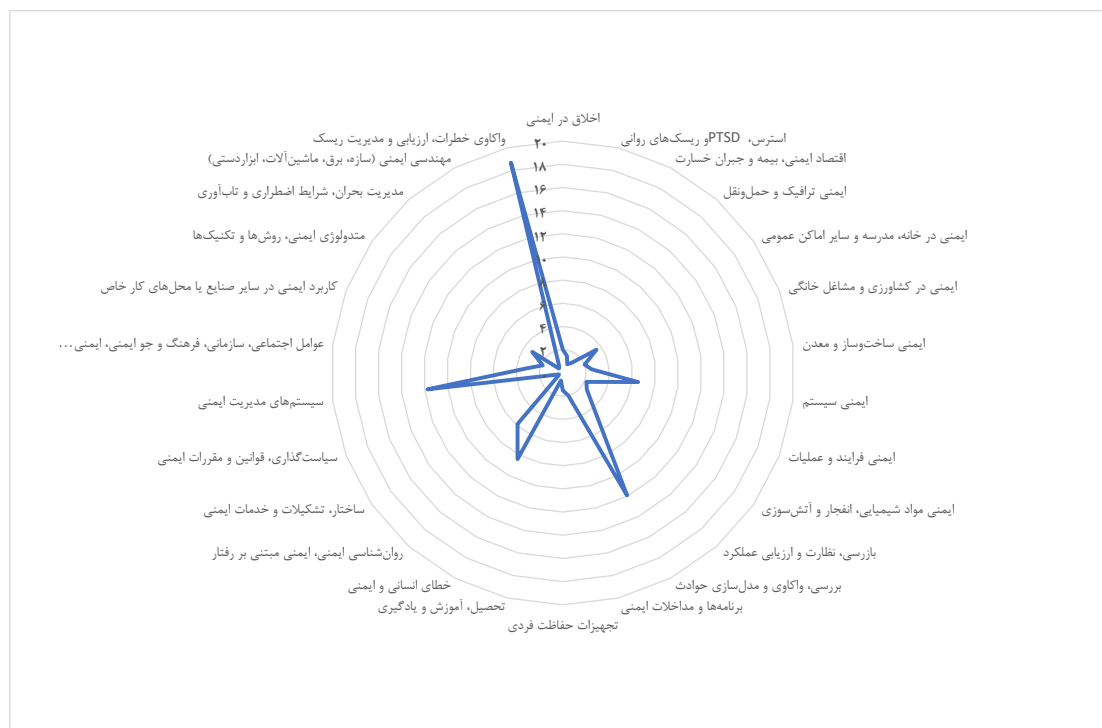 اخلاق در ایمنی
استرس، PTSD و ریسک‌های روانی
اقتصاد ایمنی، بیمه و جبران خسارت
ایمنی ترافیک و حمل‌ونقل
ایمنی در خانه، مدرسه و سایر اماکن عمومی
ایمنی در کشاورزی و مشاغل خانگی
ایمنی ساخت‌وساز و معدن
ایمنی سیستم
ایمنی فرایند و عملیات
ایمنی مواد شیمیایی، انفجار و آتش‌سوزی
بازرسی، نظارت و ارزیابی عملکرد
بررسی، واکاوی و مدل‌سازی حوادث
برنامه‌ها و مداخلات ایمنی
تجهیزات حفاظت فردی
تحصیل، آموزش و یادگیری
خطای انسانی و ایمنی
روان‌شناسی ایمنی، ایمنی مبتنی بر رفتار
ساختار، تشکیلات و خدمات ایمنی
سیاست‌گذاری، قوانین و مقررات ایمنی
سیستم‌های مدیریت ایمنی
عوامل اجتماعی، سازمانی، فرهنگ و جو ایمنی، ایمنی...
کاربرد ایمنی در سایر صنایع یا محل‌های کار خاص
متدولوژی ایمنی، روش‌ها و تکنیک‌ها
مدیریت بحران، شرایط اضطراری و تاب‌آوری
مهندسی ایمنی (سازه، برق، ماشین‌آلات، ابزاردستی)
واکاوی خطرات، ارزیابی و مدیریت ریسک
۲۰
۱۸
۱۶
۱۴
۱۲
۱۰
۸
۶
۴
۲
۰